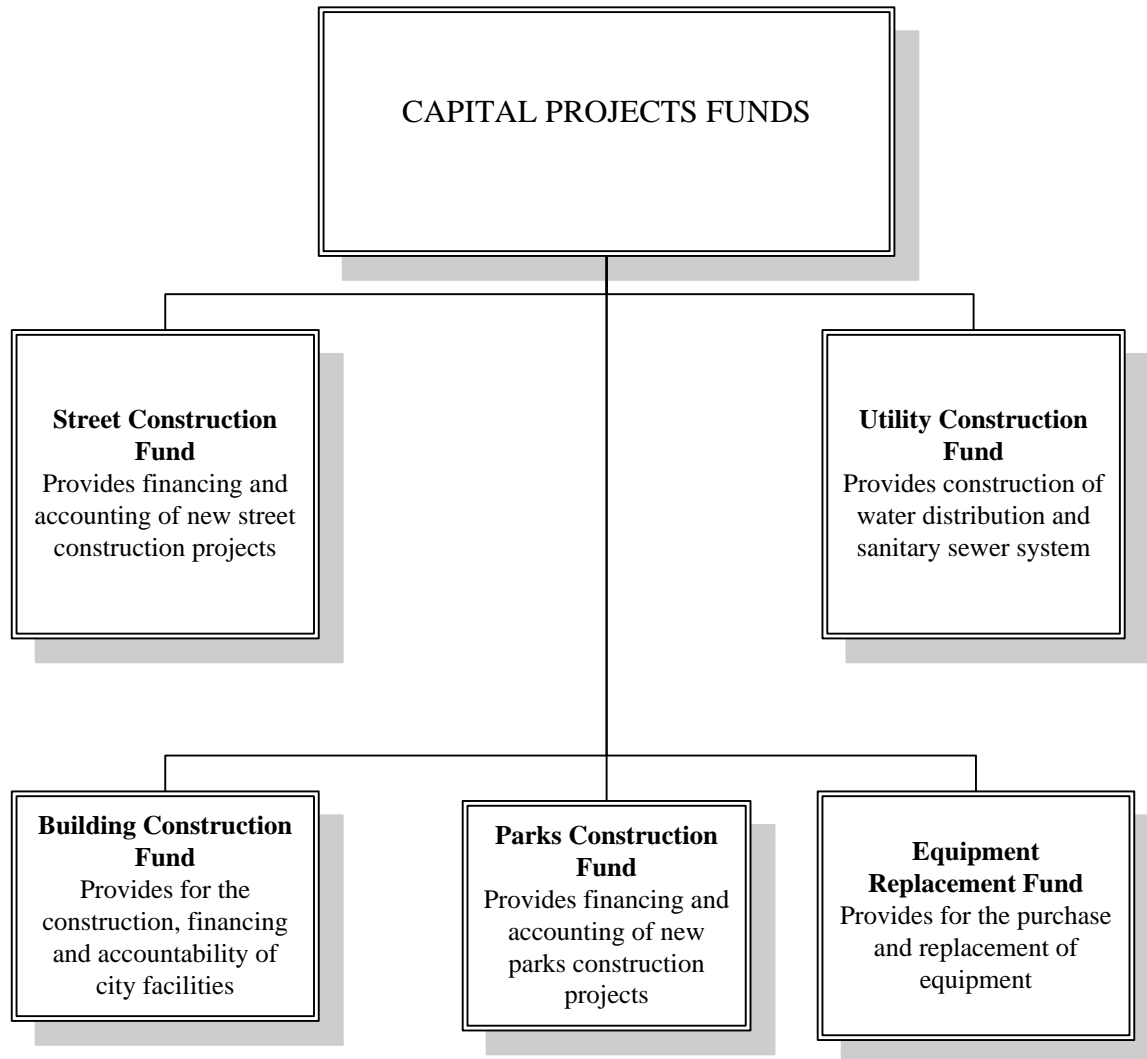 CAPITAL PROJECTS FUNDS
Street Construction
Fund
Provides financing and
accounting of new street
construction projects
Utility Construction
Fund
Provides construction of
water distribution and
sanitary sewer system
Building Construction
Fund
Provides for the
construction, financing
and accountability of
city facilities
Parks Construction
Fund
Provides financing and
accounting of new
parks construction
projects
Equipment
Replacement Fund
Provides for the purchase
and replacement of
equipment